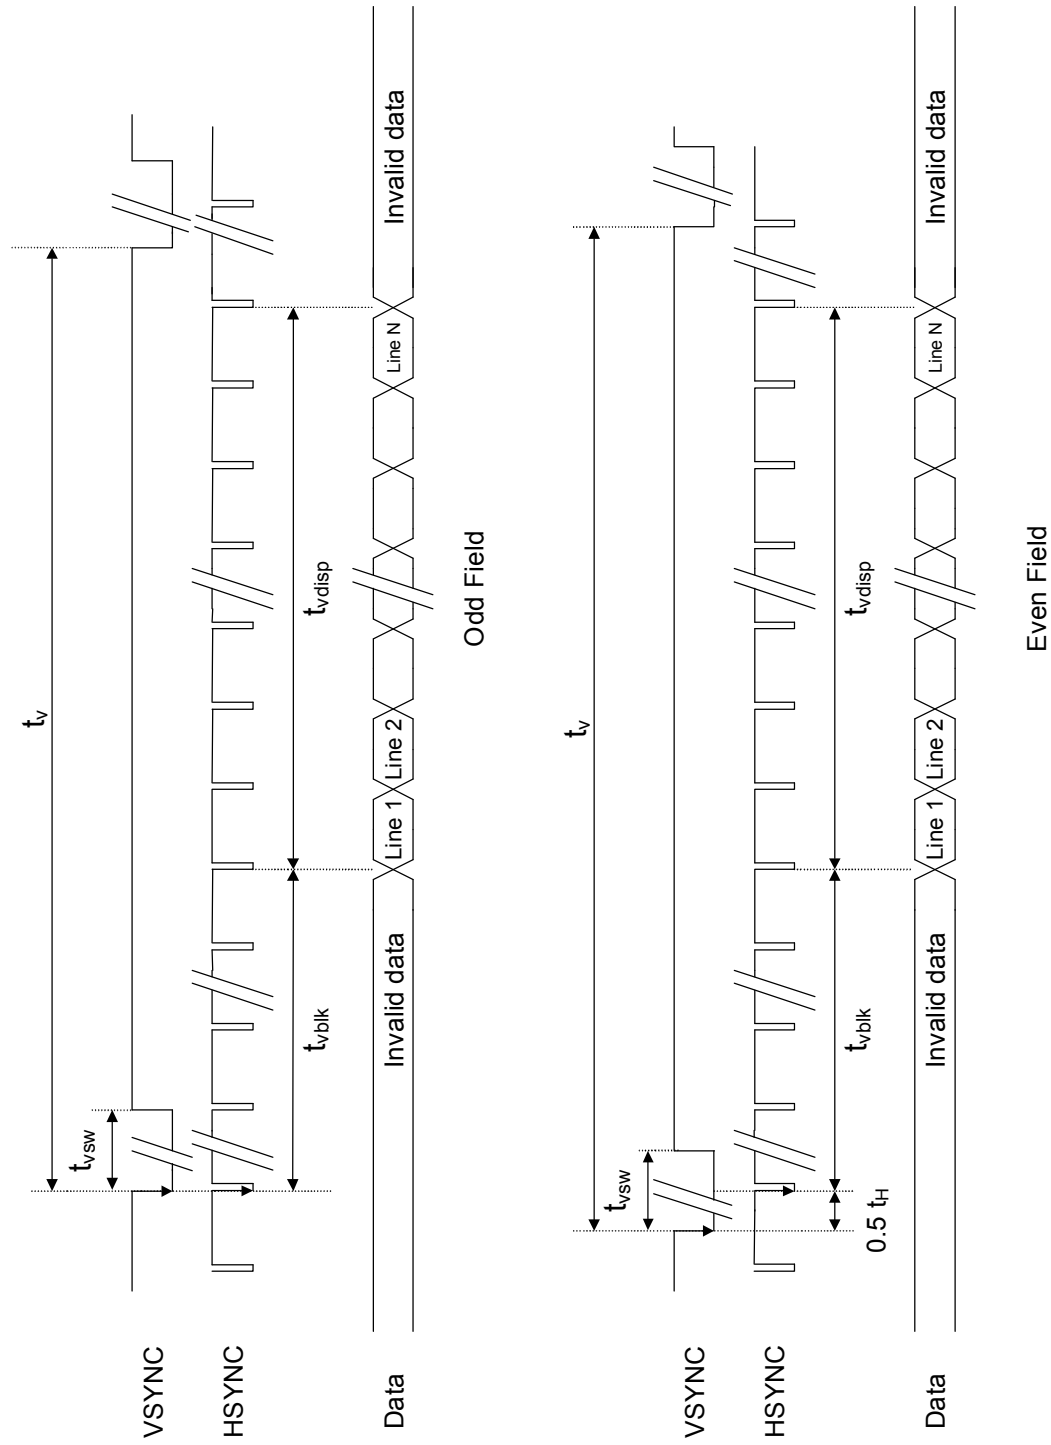 t_v
t_vsw
VSYNC
HSYNC
t_vblk
t_vdisp
Data
Invalid data
Line 1
Line 2
Line N
Invalid data
Odd Field
t_v
t_vsw
VSYNC
HSYNC
0.5 t_H
t_vblk
t_vdisp
Data
Invalid data
Line 1
Line 2
Line N
Invalid data
Even Field